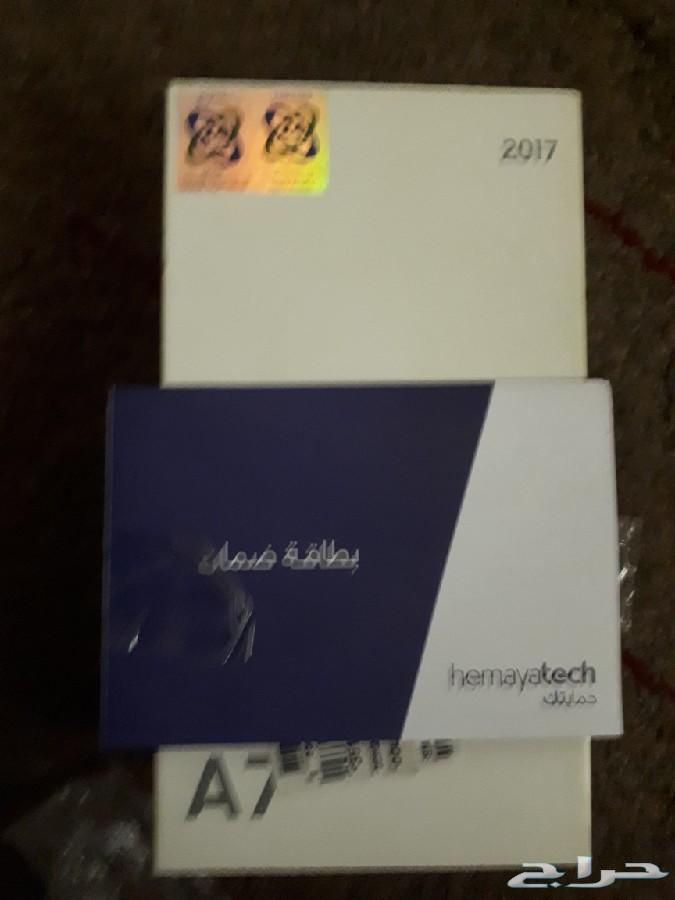 2017
بطاقة ضمان
hemayatech
حمايتك
A7
حراج